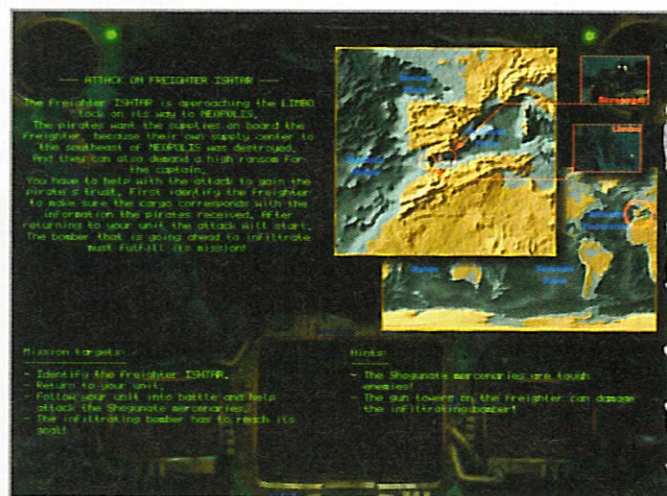 ATTACK ON FREIGHTER ISHTAR
The freighter ISHTAR is approaching the LIMBO
lock on its way to NEOPOLIS.
The pirates want the supplies on board the
freighter, because their own supply center to
the southeast of NEOPOLIS was destroyed.
And they can also demand a high ransom for
the captain.
You have to help with the attack to gain the
pirate's trust. First identify the freighter
to make sure the cargo corresponds with the
information the pirates received. After
returning to your unit the attack will start.
The bomber that is going ahead to infiltrate
must fulfill its mission!
Limbo
Mission targets:
- Identify the freighter ISHTAR.
- Return to your unit.
- Follow your unit into battle and help
attack the Shogunate mercenaries.
- The infiltrating bomber has to reach its
goal!
Hints:
- The Shogunate mercenaries are tough
enemies!
- The gun towers on the freighter can damage
the infiltrating bomber!